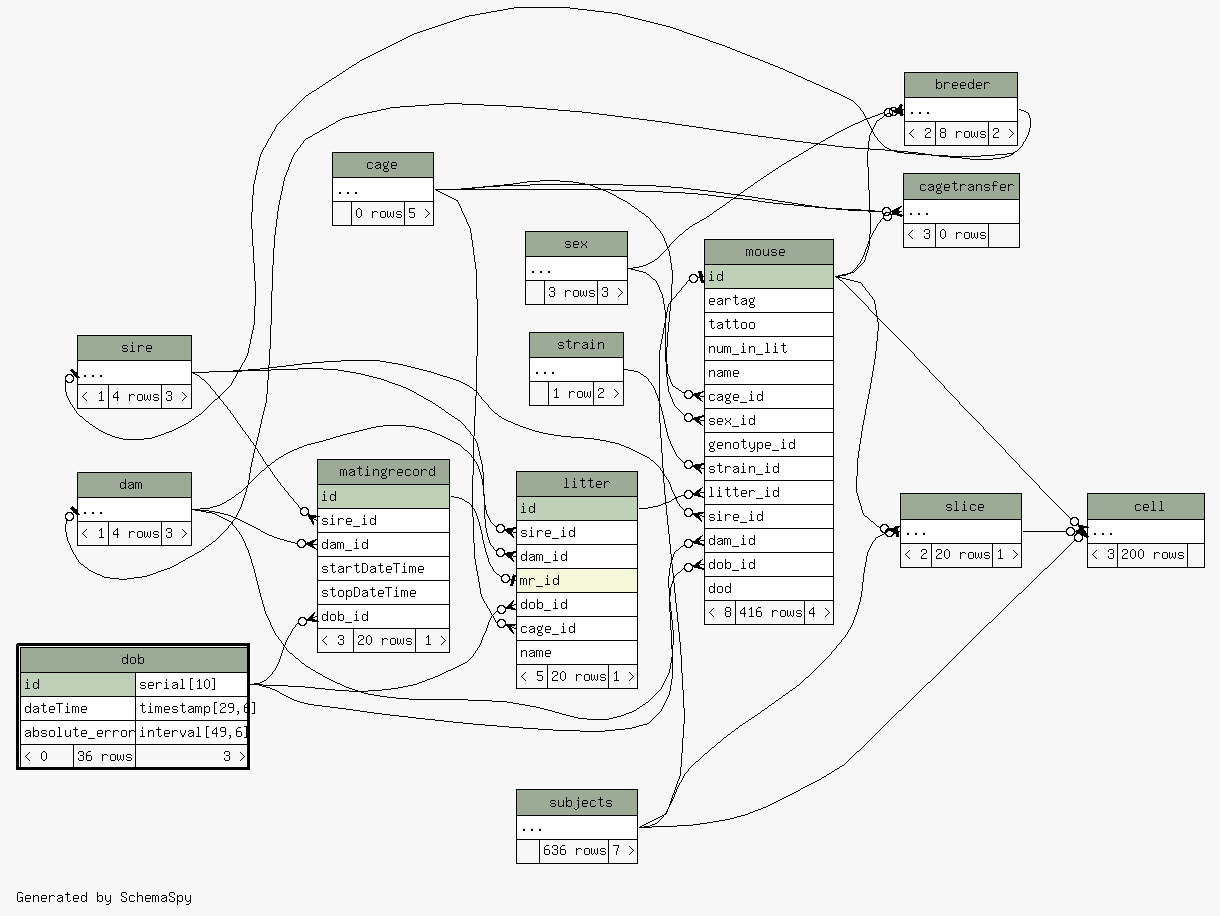 breeder
...
< 2 8 rows 2 >
cage
...
0 rows 5 >
cagetransfer
...
< 3 0 rows
sex
...
3 rows 3 >
mouse
id
eartag
tattoo
num_in_lit
name
cage_id
sex_id
genotype_id
strain_id
litter_id
sire_id
dam_id
dob_id
dod
< 8 416 rows 4 >
strain
...
1 row 2 >
sire
...
< 1 4 rows 3 >
dam
...
< 1 4 rows 3 >
matingrecord
id
sire_id
dam_id
startDateTime
stopDateTime
dob_id
< 3 20 rows 1 >
litter
id
sire_id
dam_id
mr_id
dob_id
cage_id
name
< 5 20 rows 1 >
slice
...
< 2 20 rows 1 >
cell
...
< 3 200 rows
dob
id serial[10]
dateTime timestamp[29,6]
absolute_error interval[49,6]
< 0 36 rows 3 >
subjects
...
636 rows 7 >
Generated by SchemaSpy